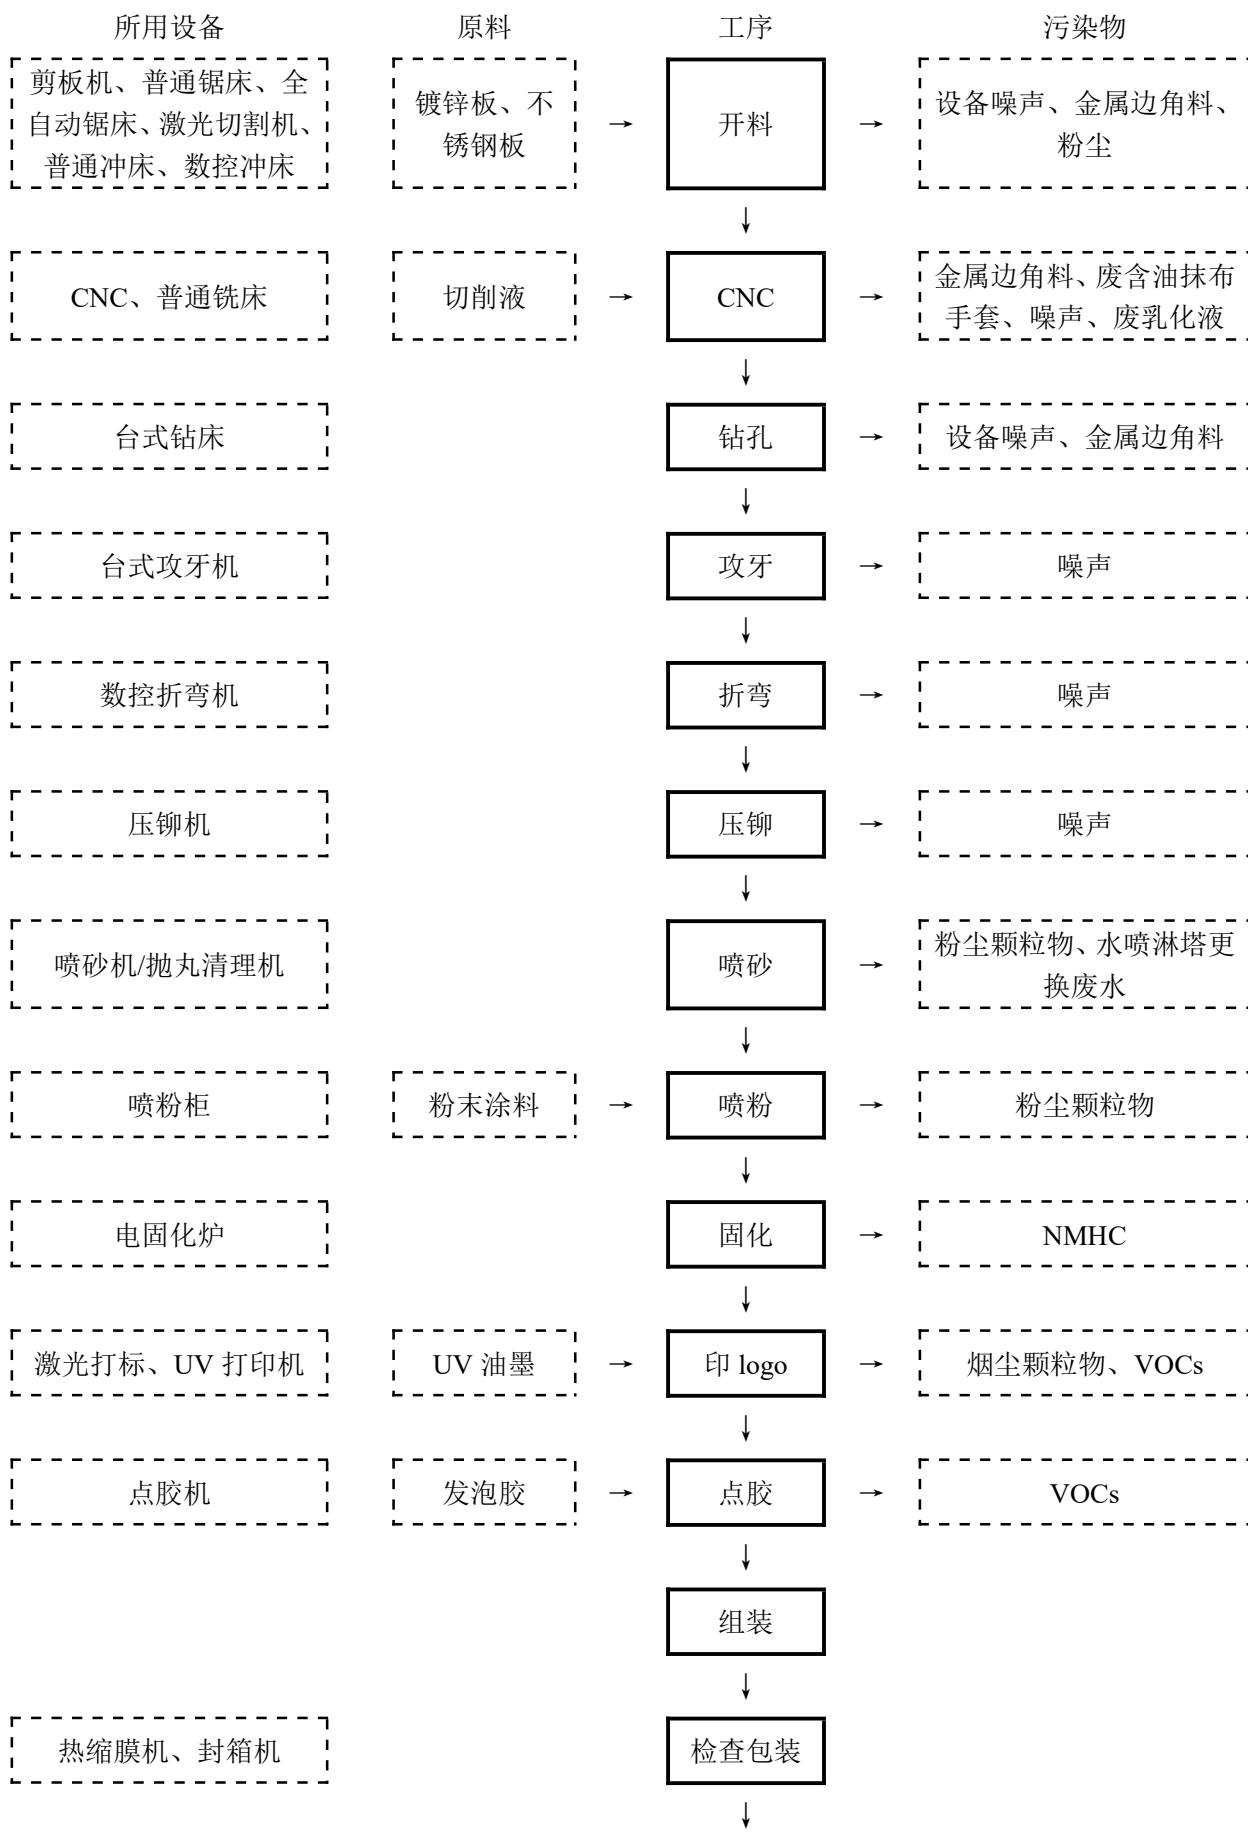 所用设备 原料 工序 污染物
剪板机、普通锯床、全
自动锯床、激光切割机、
普通冲床、数控冲床
镀锌板、不
锈钢板
→
开料
→
设备噪声、金属边角料、
粉尘
↓
CNC、普通铣床
切削液
→
CNC
→
金属边角料、废含油抹布
手套、噪声、废乳化液
↓
台式钻床
钻孔
→
设备噪声、金属边角料
↓
台式攻牙机
攻牙
→
噪声
↓
数控折弯机
折弯
→
噪声
↓
压铆机
压铆
→
噪声
↓
喷砂机/抛丸清理机
喷砂
→
粉尘颗粒物、水喷淋塔更
换废水
↓
喷粉柜
粉末涂料
→
喷粉
→
粉尘颗粒物
↓
电固化炉
固化
→
NMHC
↓
激光打标、UV 打印机
UV 油墨
→
印 logo
→
烟尘颗粒物、VOCs
↓
点胶机
发泡胶
→
点胶
→
VOCs
↓
组装
↓
热缩膜机、封箱机
检查包装
↓